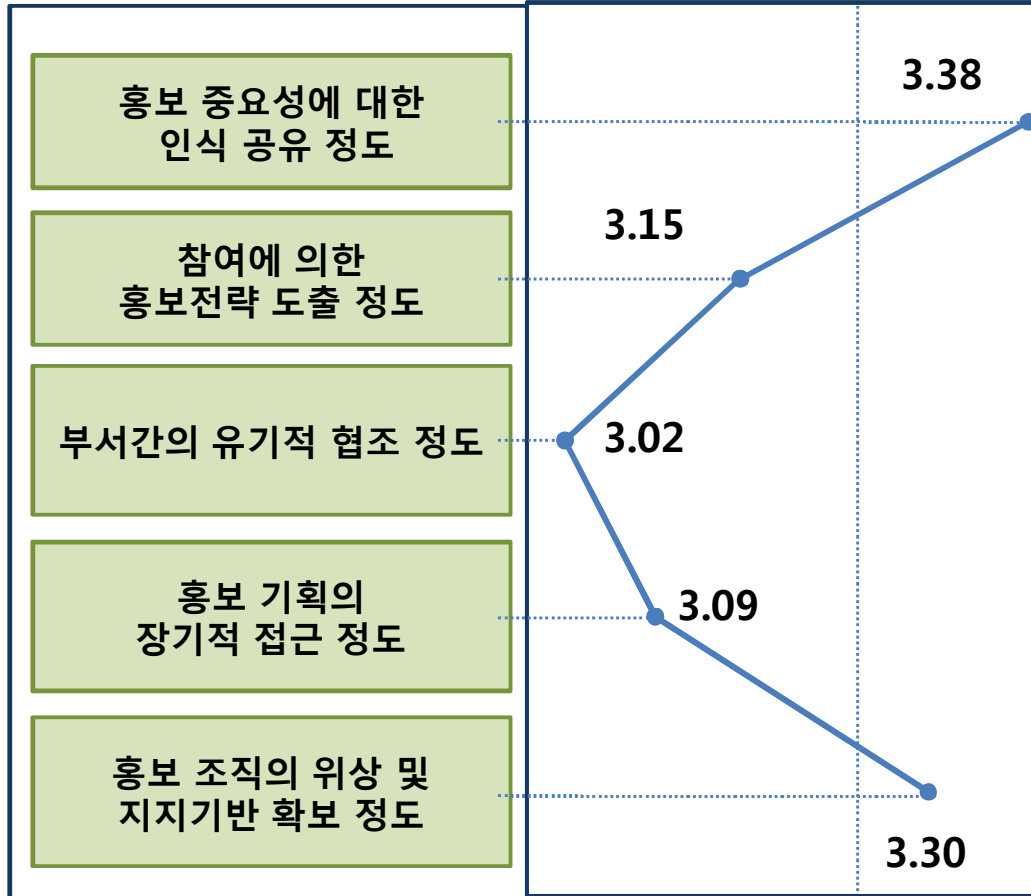 홍보 중요성에 대한
인식 공유 정도
3.38
참여에 의한
홍보전략 도출 정도
3.15
부서간의 유기적 협조 정도
3.02
홍보 기획의
장기적 접근 정도
3.09
홍보 조직의 위상 및
지지기반 확보 정도
3.30